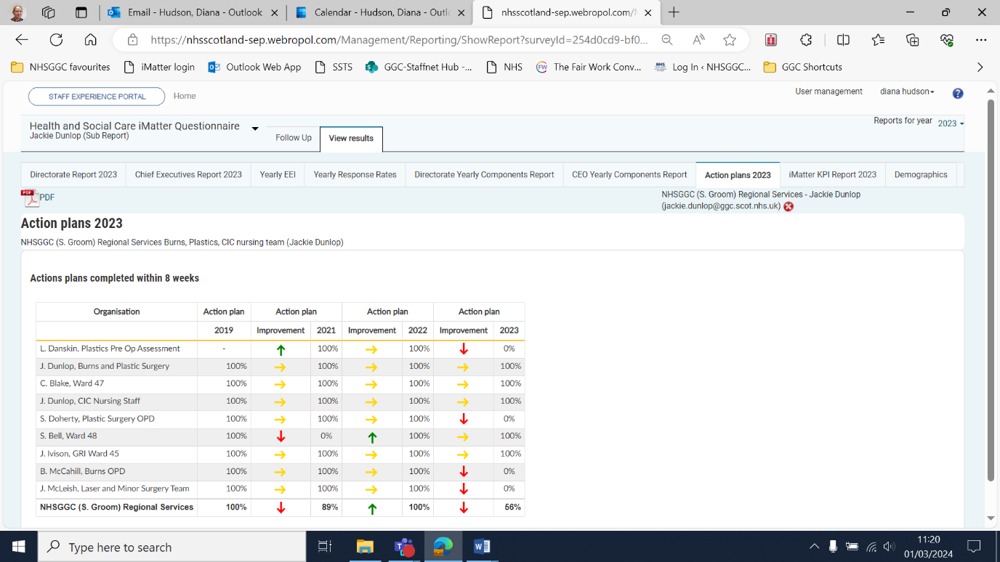 Email - Hudson, Diana - Outlook
Calendar - Hudson, Diana - Outlo
nhsscotland-sep.webropol.com/M
https://nhsscotland-sep.webropol.com/Management/Reporting/ShowReport?surveyId=254d0cd9-bf0...
NHSGGC favourites iMatter login Outlook Web App SSTS GGC-Staffnet Hub -... NHS The Fair Work Conv... Log In ‹ NHSGGC... GGC Shortcuts
STAFF EXPERIENCE PORTAL Home User management diana hudson
Health and Social Care iMatter Questionnaire
Jackie Dunlop (Sub Report)
Follow Up View results
Reports for year 2023
Directorate Report 2023 Chief Executives Report 2023 Yearly EEI Yearly Response Rates Directorate Yearly Components Report CEO Yearly Components Report Action plans 2023 iMatter KPI Report 2023 Demographics
PDF PDF
NHSGGC (S. Groom) Regional Services - Jackie Dunlop
(jackie.dunlop@ggc.scot.nhs.uk)
Action plans 2023
NHSGGC (S. Groom) Regional Services Burns, Plastics, CIC nursing team (Jackie Dunlop)
Actions plans completed within 8 weeks
Organisation Action plan Action plan Action plan Action plan
2019 Improvement 2021 Improvement 2022 Improvement 2023
L. Danskin, Plastics Pre Op Assessment - 100% 100% 0%
J. Dunlop, Burns and Plastic Surgery 100% 100% 100% 100%
C. Blake, Ward 47 100% 100% 100% 100%
J. Dunlop, CIC Nursing Staff 100% 100% 100% 100%
S. Doherty, Plastic Surgery OPD 100% 100% 100% 0%
S. Bell, Ward 48 100% 0% 100% 100%
J. Ivison, GRI Ward 45 100% 100% 100% 100%
B. McCahill, Burns OPD 100% 100% 100% 0%
J. McLeish, Laser and Minor Surgery Team 100% 100% 100% 0%
NHSGGC (S. Groom) Regional Services 100% 89% 100% 56%
Type here to search
11:20
01/03/2024